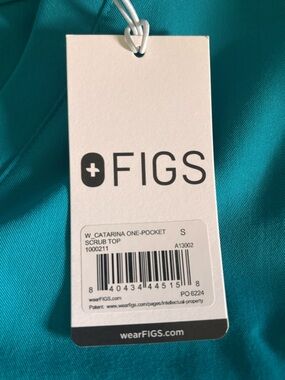 FIGS
W_CATARINA ONE-POCKET S
SCRUB TOP
1000211 A13002
8 40434 44515 8
wearFIGS.com PO 6224
Patent: www.wearfigs.com/pages/intellectual-property
wearFIGS.com